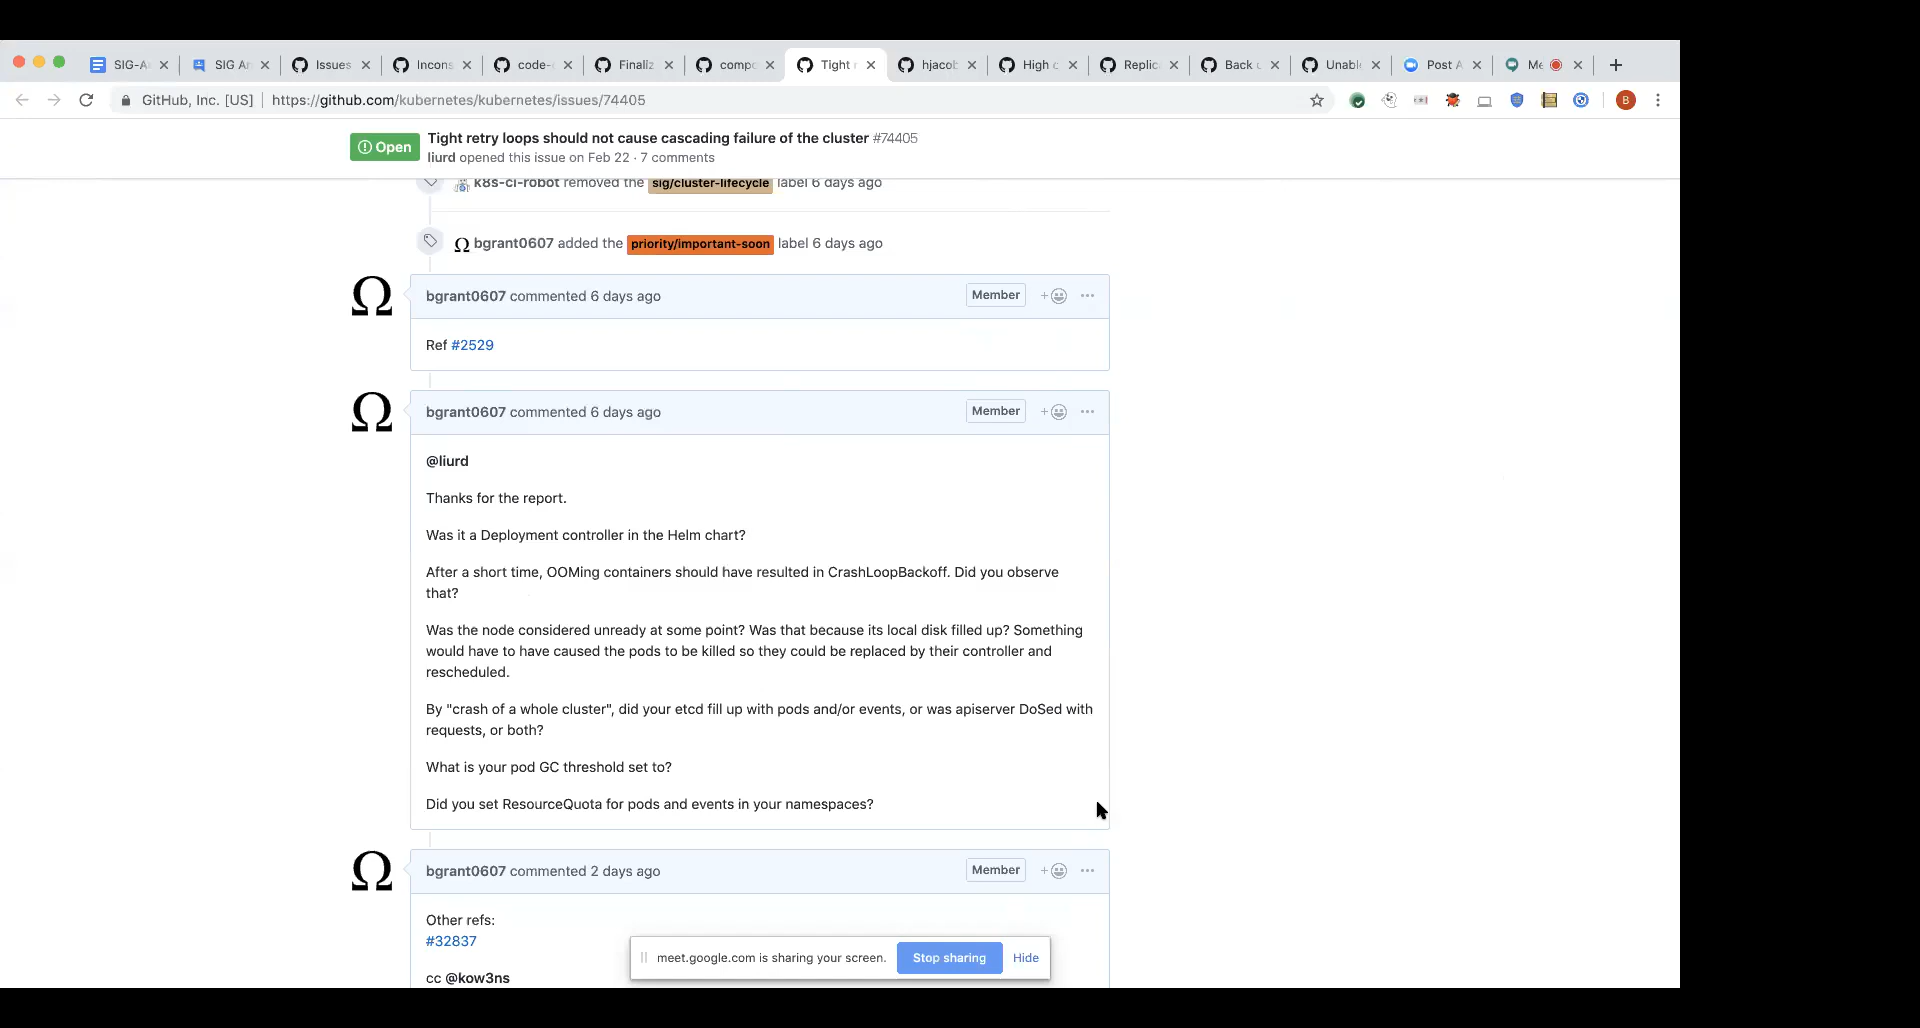 SIG-A
SIG Ar
Issues
Incons
code-
Finaliz
compo
Tight r
hjacob
High c
Replic
Back u
Unabl
Post A
Me
GitHub, Inc. [US]
https://github.com/kubernetes/kubernetes/issues/74405
B
Open
Tight retry loops should not cause cascading failure of the cluster #74405
liurd opened this issue on Feb 22 · 7 comments
k8s-ci-robot removed the sig/cluster-lifecycle label 6 days ago
bgrant0607 added the priority/important-soon label 6 days ago
bgrant0607 commented 6 days ago
Member
Ref #2529
bgrant0607 commented 6 days ago
Member
@liurd
Thanks for the report.
Was it a Deployment controller in the Helm chart?
After a short time, OOMing containers should have resulted in CrashLoopBackoff. Did you observe
that?
Was the node considered unready at some point? Was that because its local disk filled up? Something
would have to have caused the pods to be killed so they could be replaced by their controller and
rescheduled.
By "crash of a whole cluster", did your etcd fill up with pods and/or events, or was apiserver DoSed with
requests, or both?
What is your pod GC threshold set to?
Did you set ResourceQuota for pods and events in your namespaces?
bgrant0607 commented 2 days ago
Member
Other refs:
#32837
cc @kow3ns
meet.google.com is sharing your screen.
Stop sharing
Hide